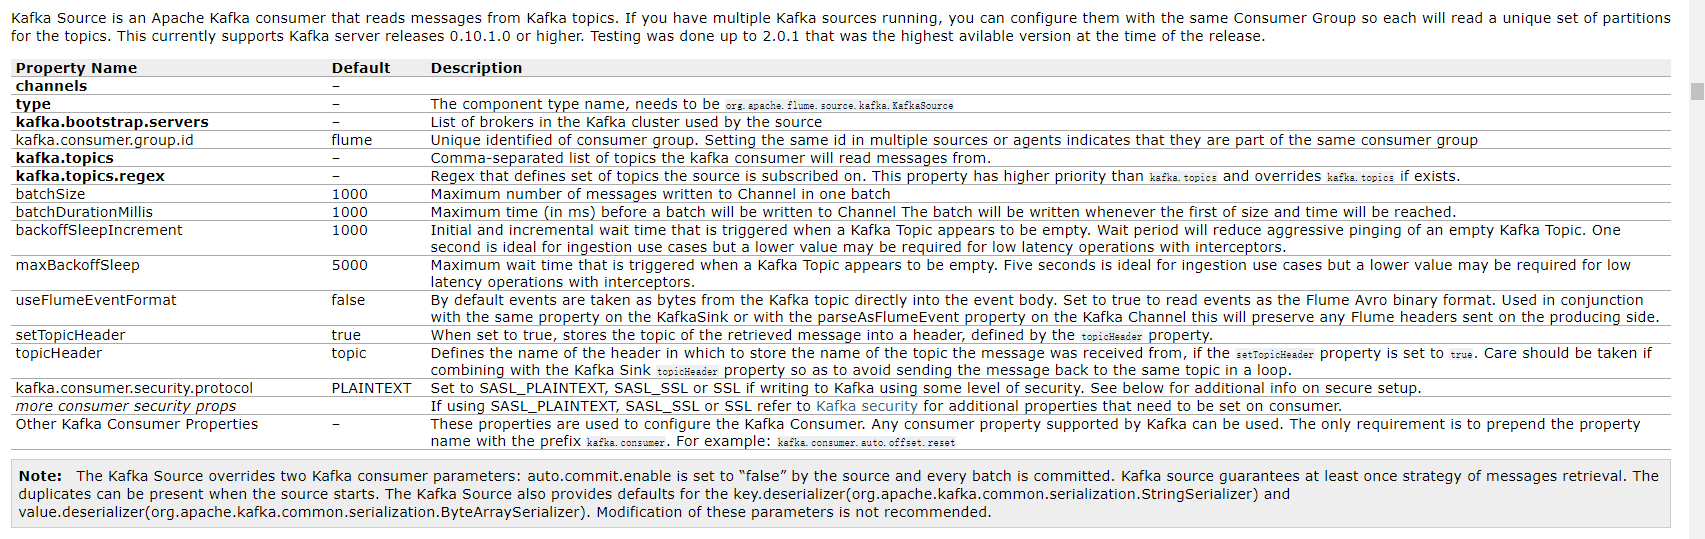 Kafka Source is an Apache Kafka consumer that reads messages from Kafka topics. If you have multiple Kafka sources running, you can configure them with the same Consumer Group so each will read a unique set of partitions
for the topics. This currently supports Kafka server releases 0.10.1.0 or higher. Testing was done up to 2.0.1 that was the highest avilable version at the time of the release.
Property Name Default Description
channels –
type – The component type name, needs to be org.apache.flume.source.kafka.KafkaSource
kafka.bootstrap.servers – List of brokers in the Kafka cluster used by the source
kafka.consumer.group.id flume Unique identified of consumer group. Setting the same id in multiple sources or agents indicates that they are part of the same consumer group
kafka.topics – Comma-separated list of topics the kafka consumer will read messages from.
kafka.topics.regex – Regex that defines set of topics the source is subscribed on. This property has higher priority than kafka.topics and overrides kafka.topics if exists.
batchSize 1000 Maximum number of messages written to Channel in one batch
batchDurationMillis 1000 Maximum time (in ms) before a batch will be written to Channel The batch will be written whenever the first of size and time will be reached.
backoffSleepIncrement 1000 Initial and incremental wait time that is triggered when a Kafka Topic appears to be empty. Wait period will reduce aggressive pinging of an empty Kafka Topic. One
second is ideal for ingestion use cases but a lower value may be required for low latency operations with interceptors.
maxBackoffSleep 5000 Maximum wait time that is triggered when a Kafka Topic appears to be empty. Five seconds is ideal for ingestion use cases but a lower value may be required for low
latency operations with interceptors.
useFlumeEventFormat false By default events are taken as bytes from the Kafka topic directly into the event body. Set to true to read events as the Flume Avro binary format. Used in conjunction
with the same property on the KafkaSink or with the parseAsFlumeEvent property on the Kafka Channel this will preserve any Flume headers sent on the producing side.
setTopicHeader true When set to true, stores the topic of the retrieved message into a header, defined by the topicHeader property.
topicHeader topic Defines the name of the header in which to store the name of the topic the message was received from, if the setTopicHeader property is set to true. Care should be taken if
combining with the Kafka Sink topicHeader property so as to avoid sending the message back to the same topic in a loop.
kafka.consumer.security.protocol PLAINTEXT Set to SASL_PLAINTEXT, SASL_SSL or SSL if writing to Kafka using some level of security. See below for additional info on secure setup.
more consumer security props If using SASL_PLAINTEXT, SASL_SSL or SSL refer to Kafka security for additional properties that need to be set on consumer.
Other Kafka Consumer Properties – These properties are used to configure the Kafka Consumer. Any consumer property supported by Kafka can be used. The only requirement is to prepend the property
name with the prefix kafka.consumer. For example: kafka.consumer.auto.offset.reset
Note: The Kafka Source overrides two Kafka consumer parameters: auto.commit.enable is set to “false” by the source and every batch is committed. Kafka source guarantees at least once strategy of messages retrieval. The
duplicates can be present when the source starts. The Kafka Source also provides defaults for the key.deserializer(org.apache.kafka.common.serialization.StringSerializer) and
value.deserializer(org.apache.kafka.common.serialization.ByteArraySerializer). Modification of these parameters is not recommended.